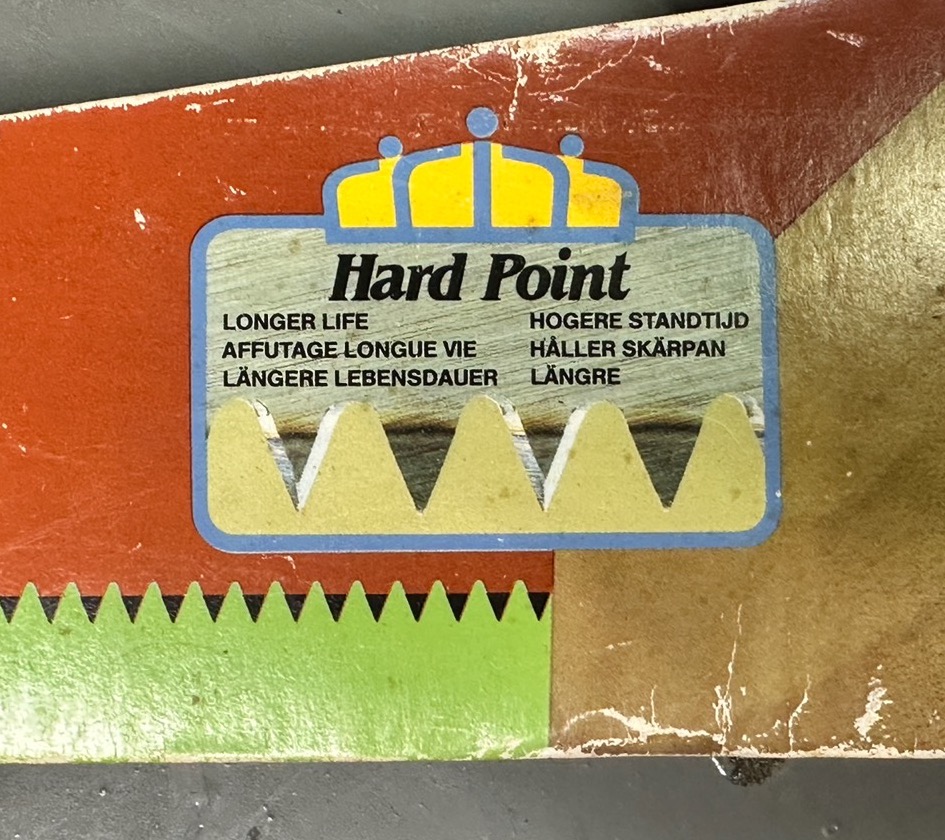 Hard Point
LONGER LIFE
AFFUTAGE LONGUE VIE
LÄNGERE LEBENSDAUER
HOGERE STANDTIJD
HÅLLER SKÄRPAN
LÄNGRE